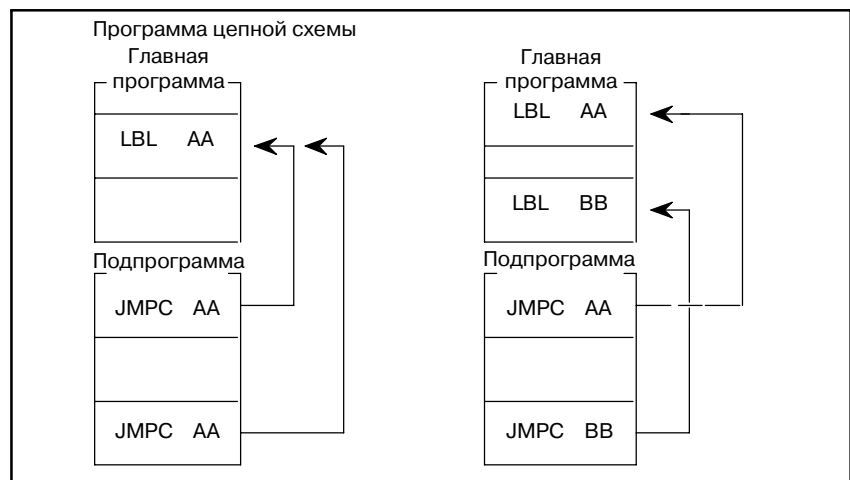 Программа цепной схемы
Главная
программа
LBL AA
Подпрограмма
JMPC AA
JMPC AA
Главная
программа
LBL AA
LBL BB
Подпрограмма
JMPC AA
JMPC BB